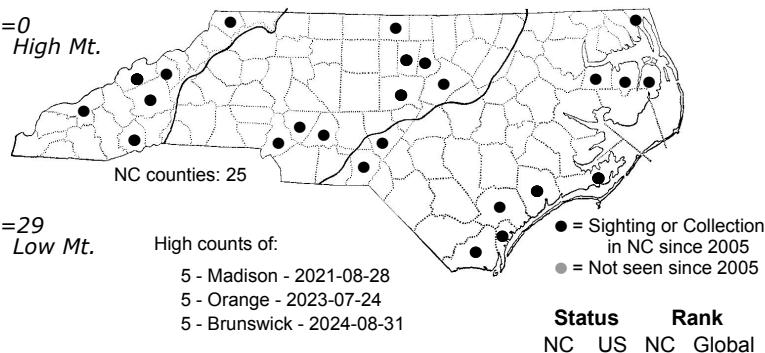 =0
High Mt.
NC counties: 25
=29
Low Mt.
High counts of:
5 - Madison - 2021-08-28
5 - Orange - 2023-07-24
5 - Brunswick - 2024-08-31
● = Sighting or Collection
in NC since 2005
● = Not seen since 2005
Status Rank
NC US NC Global